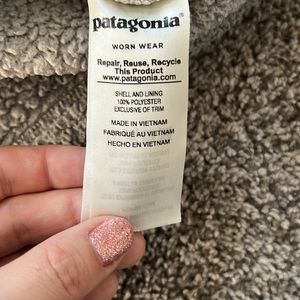 patagonia®
WORN WEAR
Repair, Reuse, Recycle
This Product
www.patagonia.com
SHELL AND LINING
100% POLYESTER
EXCLUSIVE OF TRIM
MADE IN VIETNAM
FABRIQUÉ AU VIETNAM
HECHO EN VIETNAM